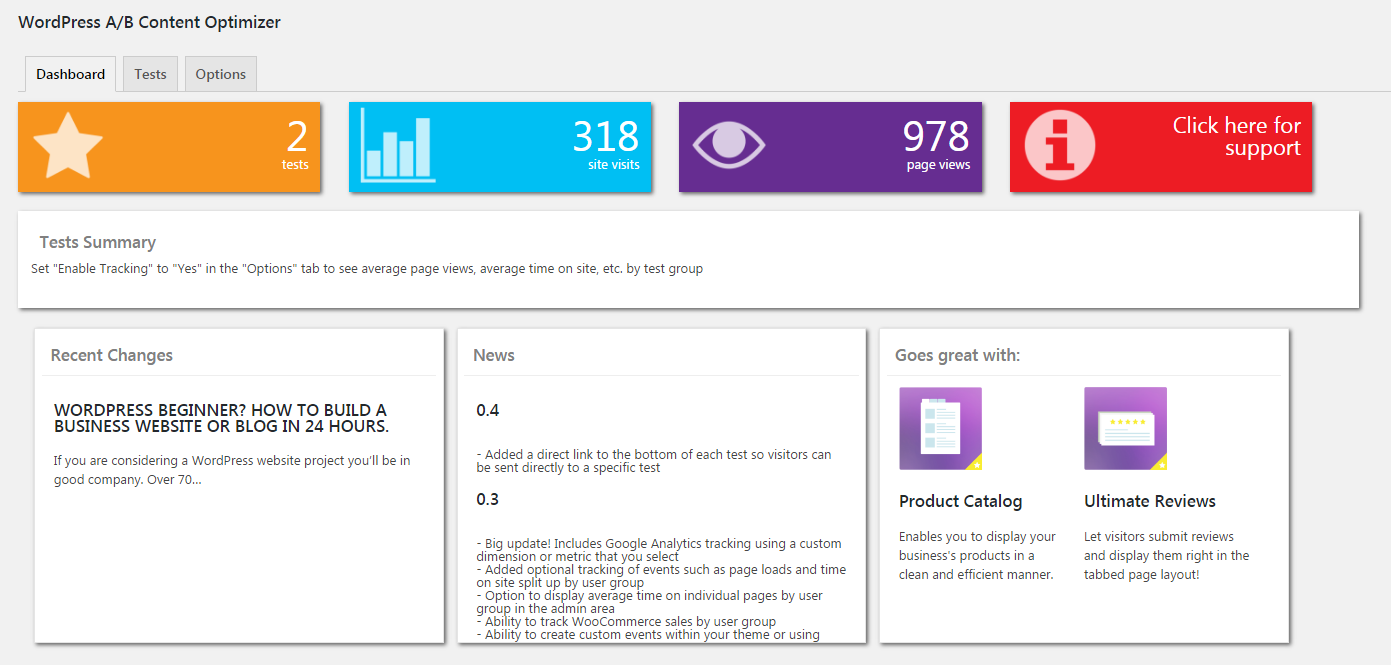 WordPress A/B Content Optimizer
Dashboard
Tests
Options
2
tests
318
site visits
978
page views
Click here for
support
Tests Summary
Set "Enable Tracking" to "Yes" in the "Options" tab to see average page views, average time on site, etc. by test group
Recent Changes
WORDPRESS BEGINNER? HOW TO BUILD A
BUSINESS WEBSITE OR BLOG IN 24 HOURS.
If you are considering a WordPress website project you'll be in
good company. Over 70...
News
0.4
- Added a direct link to the bottom of each test so visitors can
be sent directly to a specific test
0.3
- Big update! Includes Google Analytics tracking using a custom
dimension or metric that you select
- Added optional tracking of events such as page loads and time
on site split up by user group
- Option to display average time on individual pages by user
group in the admin area
- Ability to track WooCommerce sales by user group
- Ability to create custom events within your theme or using
Goes great with:
Product Catalog
Enables you to display your
business's products in a
clean and efficient manner.
Ultimate Reviews
Let visitors submit reviews
and display them right in the
tabbed page layout!